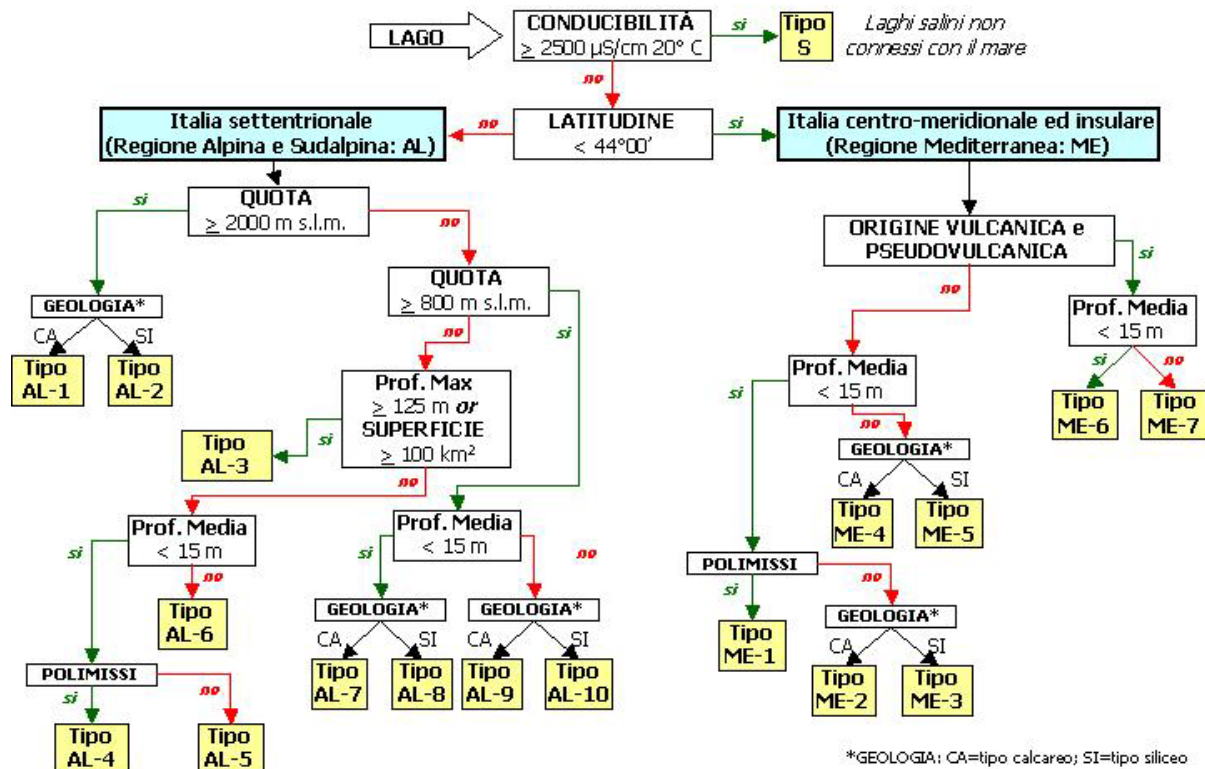 LAGO
CONDUCIBILITÀ
≥ 2500 µS/cm 20° C
si
Tipo
S
Laghi salini non
connessi con il mare
no
Italia settentrionale
(Regione Alpina e Sudalpina: AL)
no
LATITUDINE
< 44°00'
si
Italia centro-meridionale ed insulare
(Regione Mediterranea: ME)
si
QUOTA
≥ 2000 m s.l.m.
no
ORIGINE VULCANICA e
PSEUDOVULCANICA
si
no
QUOTA
≥ 800 m s.l.m.
no
si
GEOLOGIA*
CA
SI
Tipo
AL-1
Tipo
AL-2
Prof. Media
< 15 m
si
no
Tipo
ME-6
Tipo
ME-7
Prof. Max
≥ 125 m or
SUPERFICIE
≥ 100 km²
si
no
Tipo
AL-3
Prof. Media
< 15 m
si
no
GEOLOGIA*
CA
SI
Tipo
ME-4
Tipo
ME-5
Prof. Media
< 15 m
si
no
Tipo
AL-6
Prof. Media
< 15 m
si
no
POLIMISSI
si
no
Tipo
ME-1
GEOLOGIA*
CA
SI
Tipo
ME-2
Tipo
ME-3
GEOLOGIA*
CA
SI
Tipo
AL-7
Tipo
AL-8
GEOLOGIA*
CA
SI
Tipo
AL-9
Tipo
AL-10
POLIMISSI
si
no
Tipo
AL-4
Tipo
AL-5
*GEOLOGIA: CA=tipo calcareo; SI=tipo siliceo